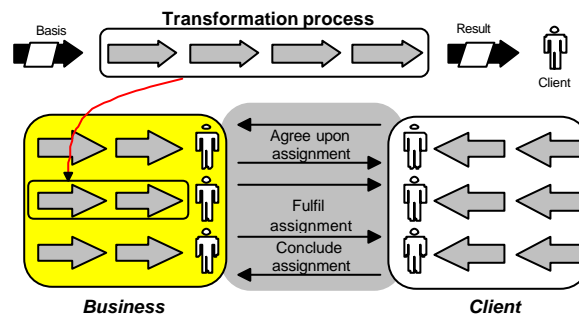 Transformation process
Basis
Result
Client
Agree upon
assignment
Fulfil
assignment
Conclude
assignment
Business
Client